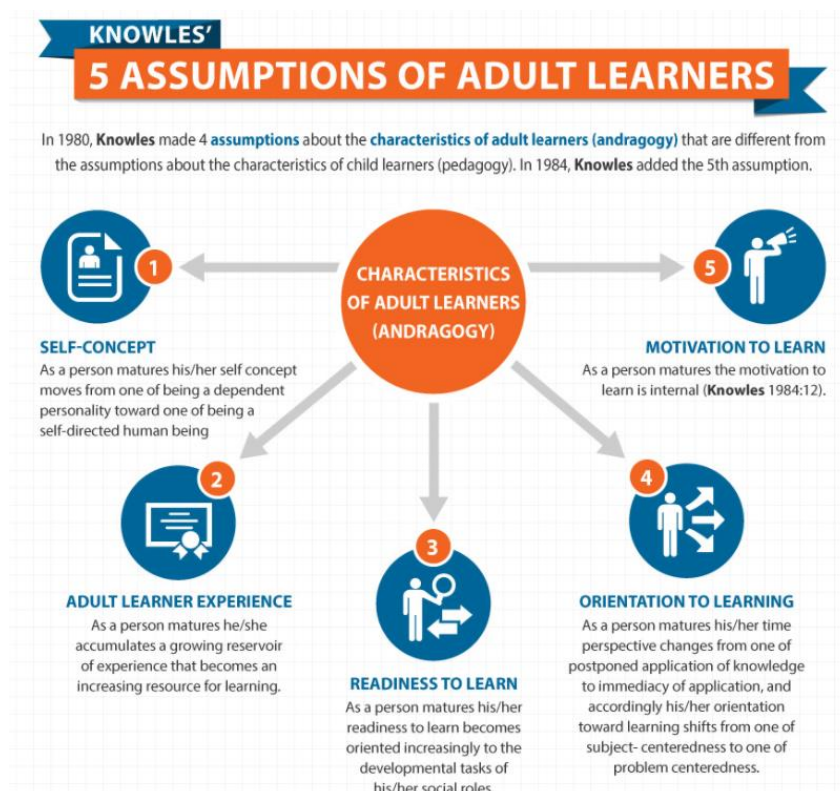 KNOWLES'
5 ASSUMPTIONS OF ADULT LEARNERS
In 1980, Knowles made 4 assumptions about the characteristics of adult learners (andragogy) that are different from
the assumptions about the characteristics of child learners (pedagogy). In 1984, Knowles added the 5th assumption.
CHARACTERISTICS
OF ADULT LEARNERS
(ANDRAGOGY)
1
SELF-CONCEPT
As a person matures his/her self concept
moves from one of being a dependent
personality toward one of being a
self-directed human being
2
ADULT LEARNER EXPERIENCE
As a person matures he/she
accumulates a growing reservoir
of experience that becomes an
increasing resource for learning.
3
READINESS TO LEARN
As a person matures his/her
readiness to learn becomes
oriented increasingly to the
developmental tasks of
his/her social roles
4
ORIENTATION TO LEARNING
As a person matures his/her time
perspective changes from one of
postponed application of knowledge
to immediacy of application, and
accordingly his/her orientation
toward learning shifts from one of
subject- centeredness to one of
problem centeredness.
5
MOTIVATION TO LEARN
As a person matures the motivation to
learn is internal (Knowles 1984:12).